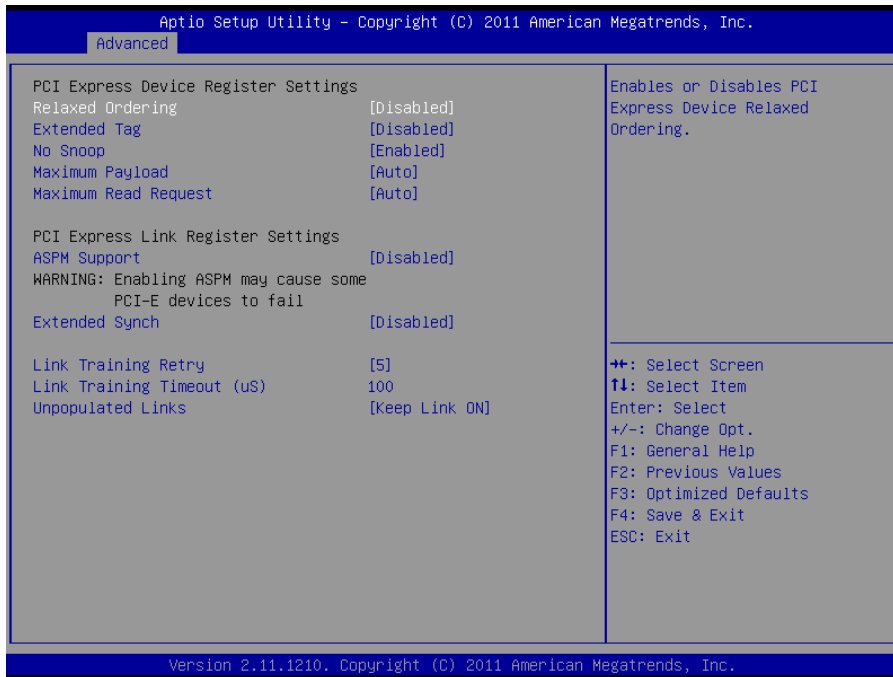 Aptio Setup Utility – Copyright (C) 2011 American Megatrends, Inc.
Advanced
PCI Express Device Register Settings
Relaxed Ordering [Disabled]
Extended Tag [Disabled]
No Snoop [Enabled]
Maximum Payload [Auto]
Maximum Read Request [Auto]
PCI Express Link Register Settings
ASPM Support [Disabled]
WARNING: Enabling ASPM may cause some
PCI-E devices to fail
Extended Synch [Disabled]
Link Training Retry [5]
Link Training Timeout (uS) 100
Unpopulated Links [Keep Link ON]
Enables or Disables PCI
Express Device Relaxed
Ordering.
→←: Select Screen
↑↓: Select Item
Enter: Select
+/-: Change Opt.
F1: General Help
F2: Previous Values
F3: Optimized Defaults
F4: Save & Exit
ESC: Exit
Version 2.11.1210. Copyright (C) 2011 American Megatrends, Inc.